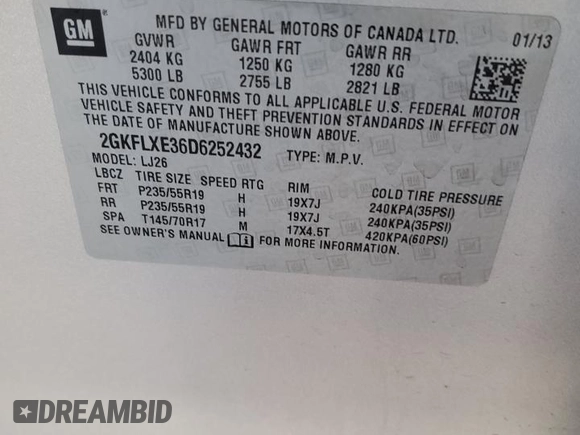 GM
MFD BY GENERAL MOTORS OF CANADA LTD.
01/13
GVWR GAWR FRT GAWR RR
2404 KG 1250 KG 1280 KG
5300 LB 2755 LB 2821 LB
THIS VEHICLE CONFORMS TO ALL APPLICABLE U.S. FEDERAL MOTOR
VEHICLE SAFETY AND THEFT PREVENTION STANDARDS IN EFFECT ON
THE DATE OF MANUFACTURE SHOWN ABOVE.
2GKFLXE36D6252432 TYPE: M.P.V.
MODEL: LJ26
LBCZ TIRE SIZE SPEED RTG RIM COLD TIRE PRESSURE
FRT P235/55R19 H 19X7J 240KPA(35PSI)
RR P235/55R19 H 19X7J 240KPA(35PSI)
SPA T145/70R17 M 17X4.5T 420KPA(60PSI)
SEE OWNER'S MANUAL FOR MORE INFORMATION.
DREAMBID